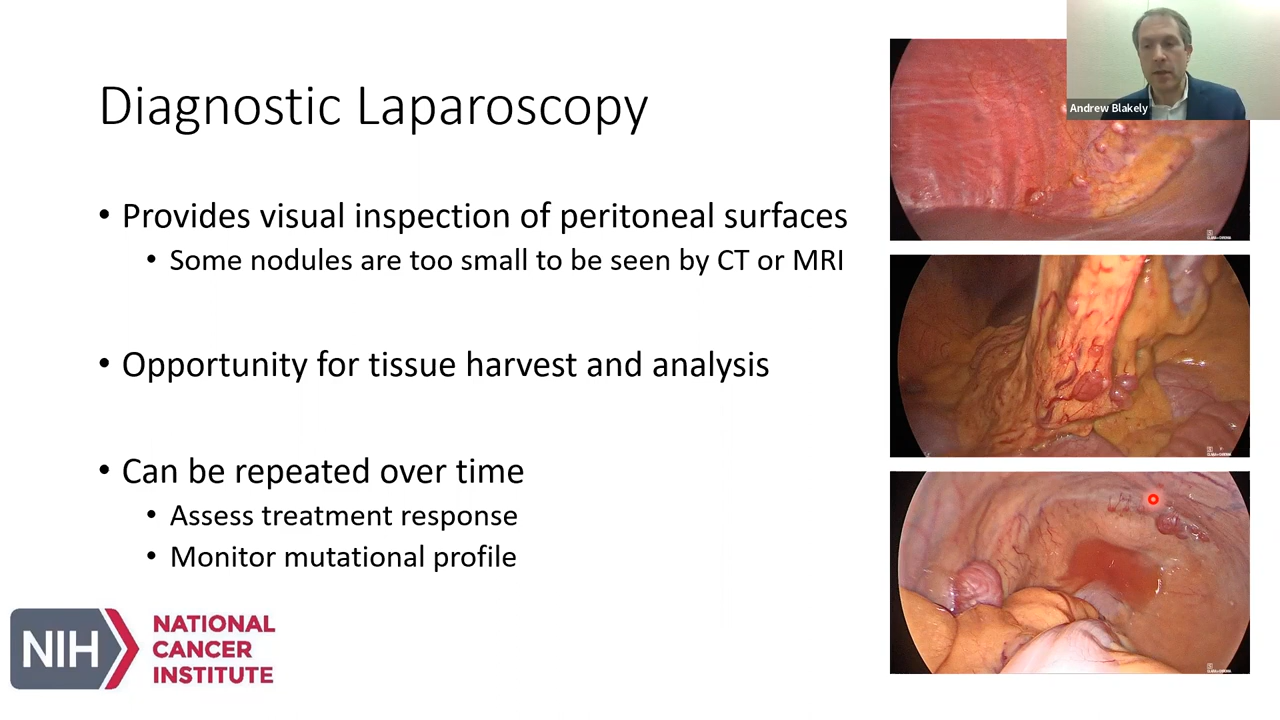 Diagnostic Laparoscopy
• Provides visual inspection of peritoneal surfaces
• Some nodules are too small to be seen by CT or MRI
• Opportunity for tissue harvest and analysis
• Can be repeated over time
• Assess treatment response
• Monitor mutational profile
NIH
NATIONAL
CANCER
INSTITUTE
Andrew Blakely